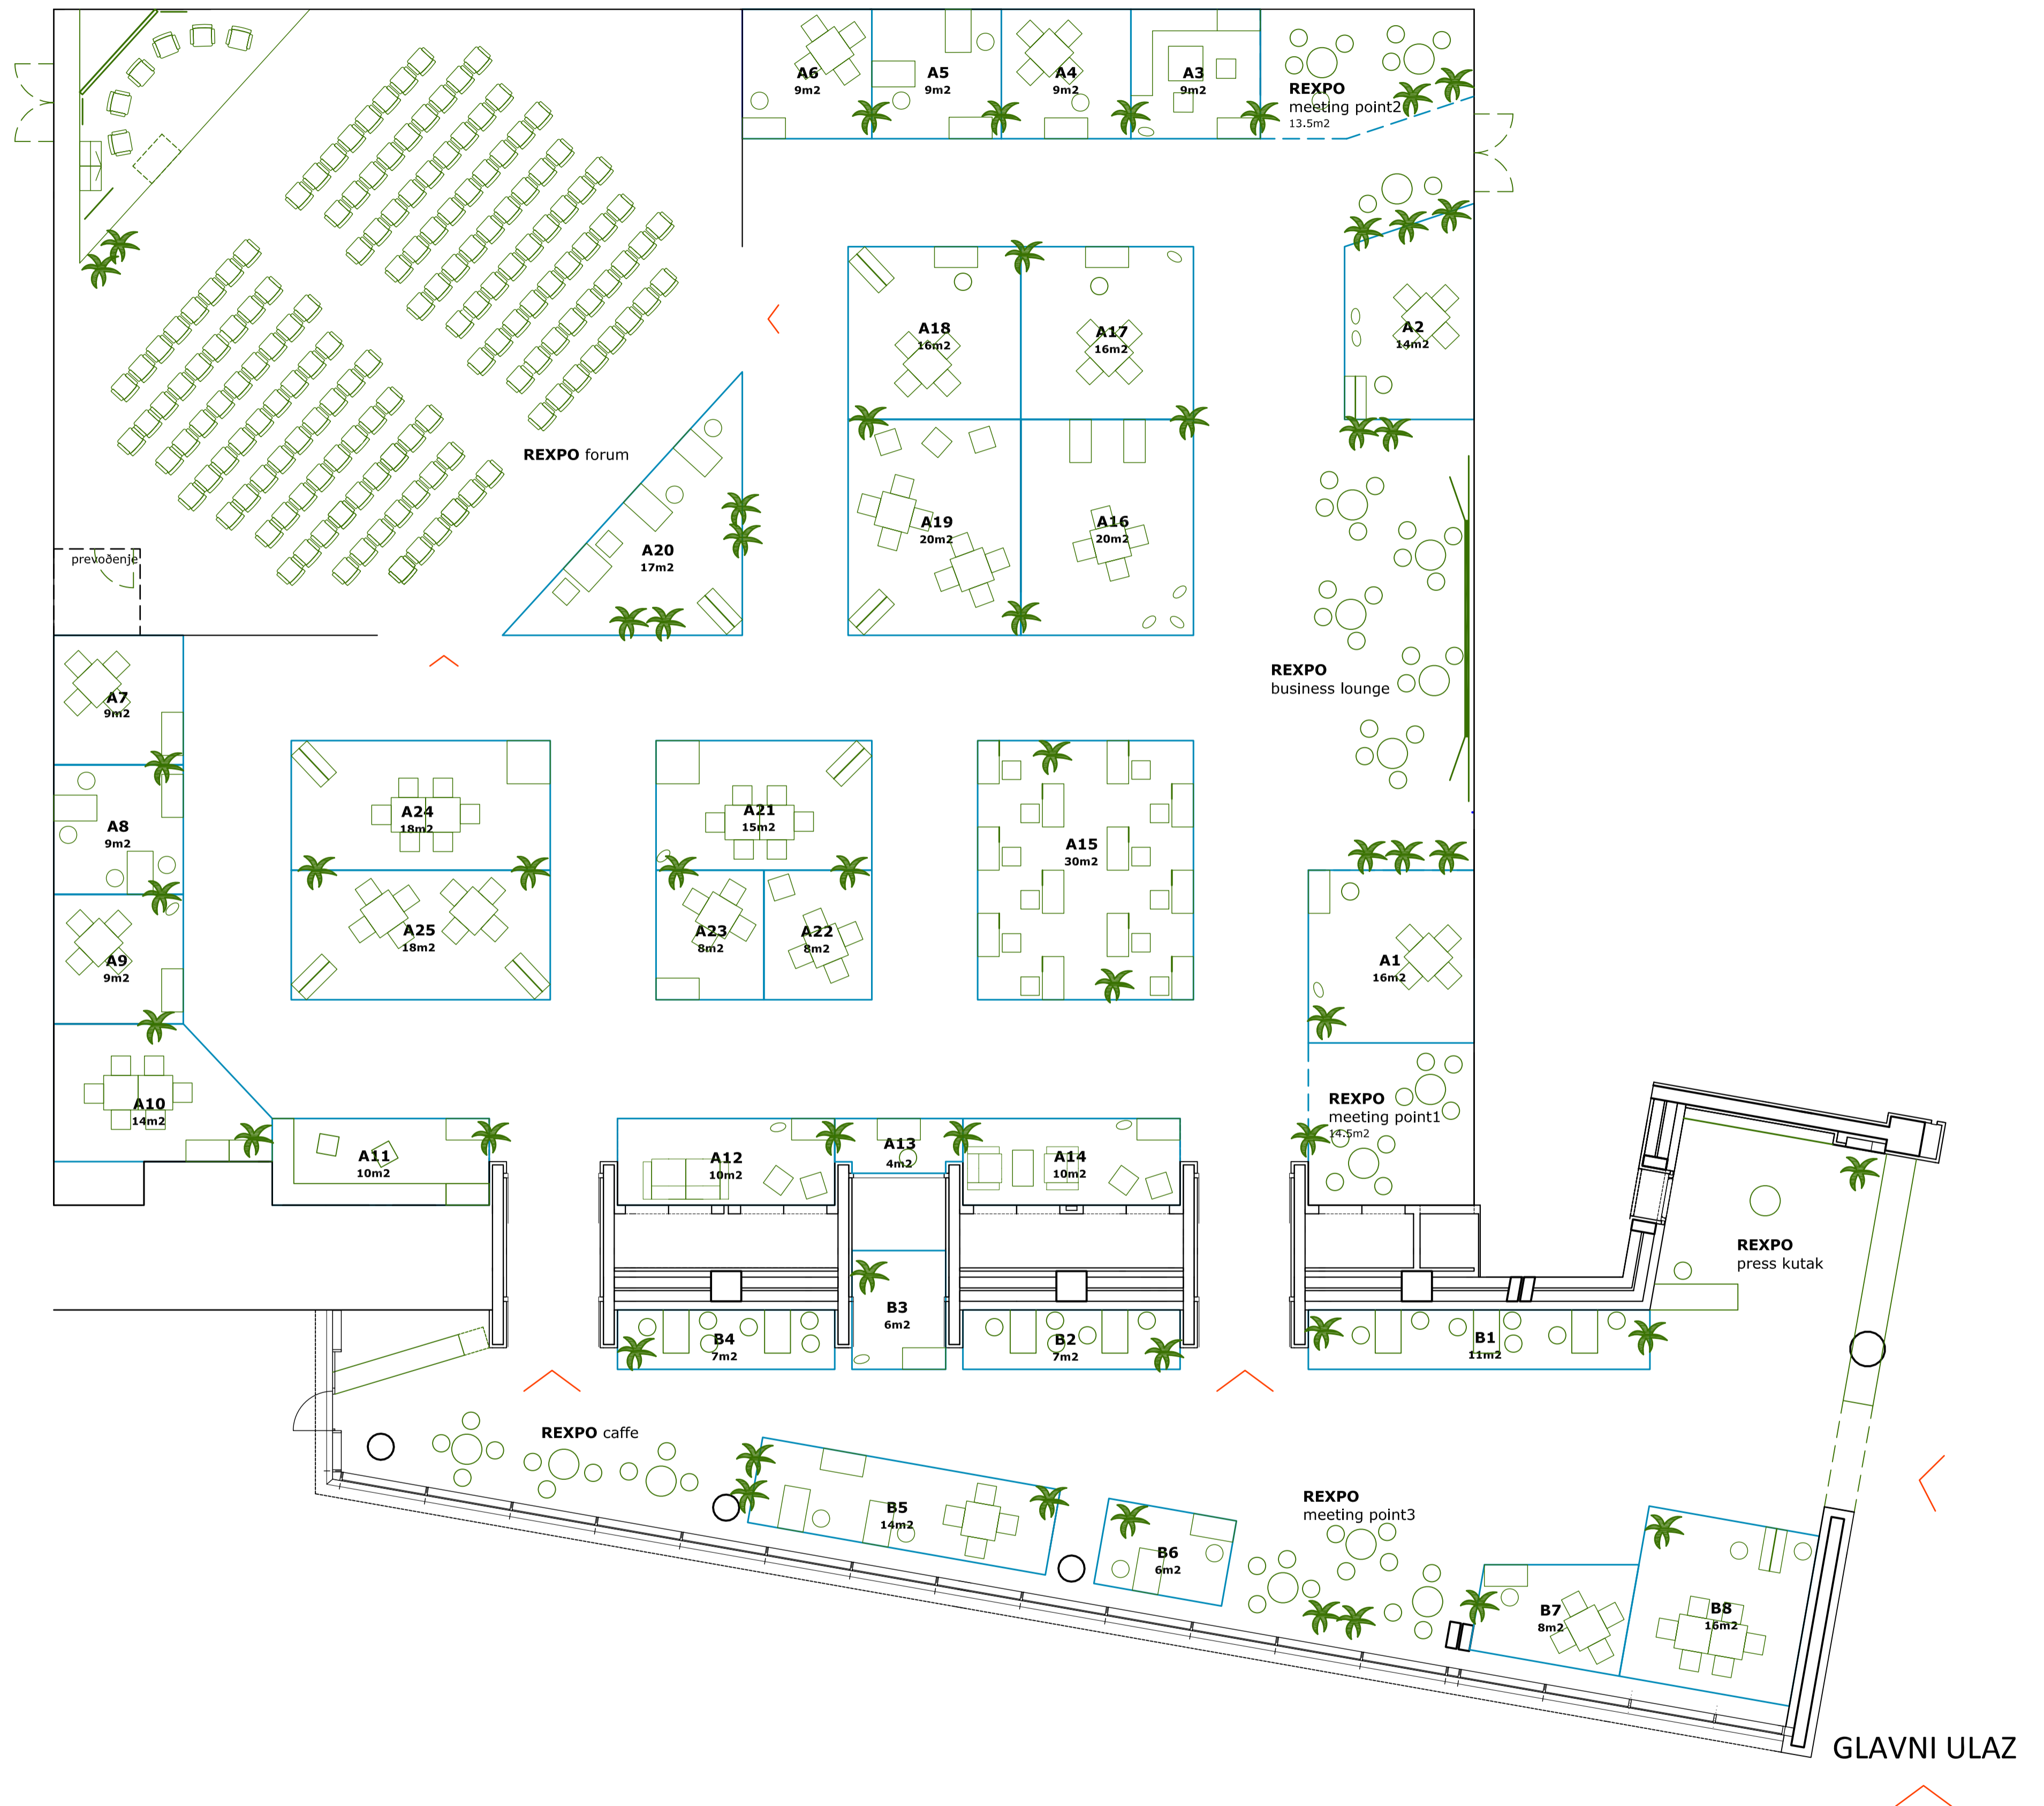 A6
9m2
A5
9m2
A4
9m2
A3
9m2
REXPO
meeting point2
13.5m2
A18
16m2
A17
16m2
A2
14m2
REXPO forum
A20
17m2
A19
20m2
A16
20m2
prevođenje
REXPO
business lounge
A7
9m2
A8
9m2
A9
9m2
A24
18m2
A25
18m2
A21
15m2
A23
8m2
A22
8m2
A15
30m2
A1
16m2
A10
14m2
A11
10m2
A12
10m2
A13
4m2
A14
10m2
REXPO
meeting point1
14.5m2
REXPO
press kutak
B4
7m2
B3
6m2
B2
7m2
B1
11m2
REXPO caffe
B5
14m2
B6
6m2
REXPO
meeting point3
B7
8m2
B8
16m2
GLAVNI ULAZ